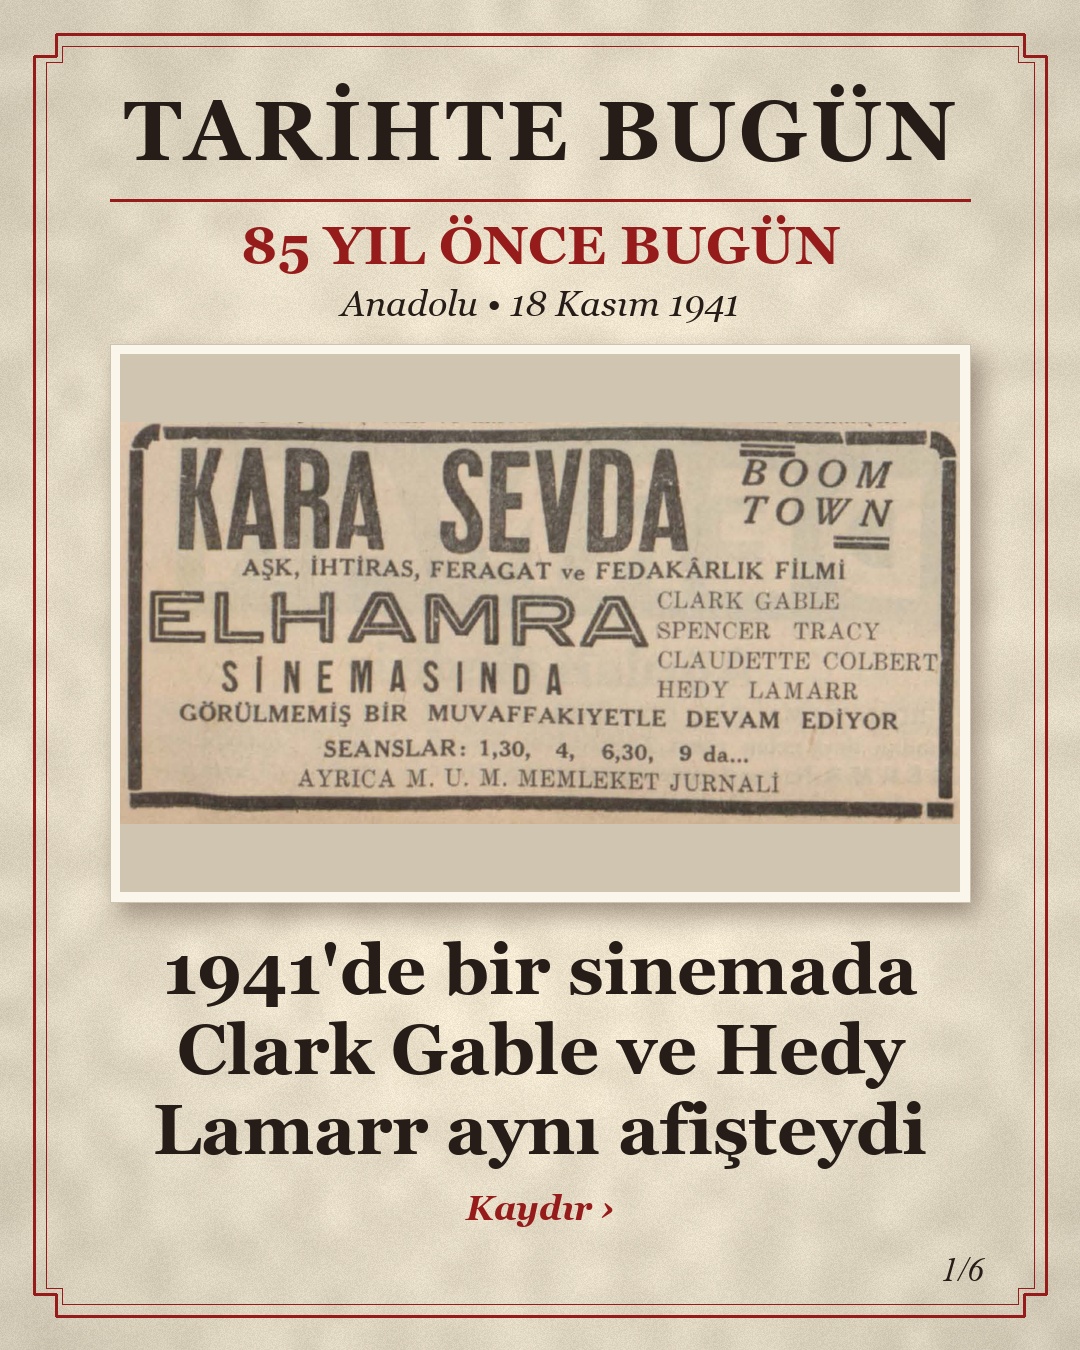 TARİHTE BUGÜN
85 YIL ÖNCE BUGÜN
Anadolu • 18 Kasım 1941
KARA SEVDA
BOOM
TOWN
AŞK, İHTİRAS, FERAGAT ve FEDAKÂRLIK FİLMİ
ELHAMRA
SİNEMASINDA
CLARK GABLE
SPENCER TRACY
CLAUDETTE COLBERT
HEDY LAMARR
GÖRÜLMEMİŞ BİR MUVAFFAKIYETLE DEVAM EDİYOR
SEANSLAR: 1,30, 4, 6,30, 9 da...
AYRICA M. U. M. MEMLEKET JURNALİ
1941'de bir sinemada
Clark Gable ve Hedy
Lamarr aynı afişteydi
Kaydır ›
1/6